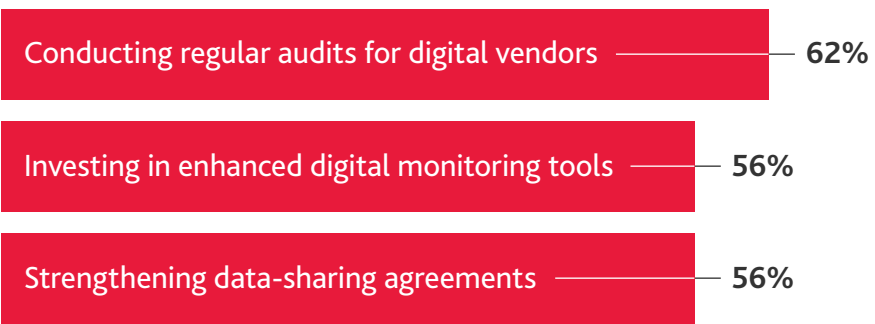 Conducting regular audits for digital vendors 62%
Investing in enhanced digital monitoring tools 56%
Strengthening data-sharing agreements 56%